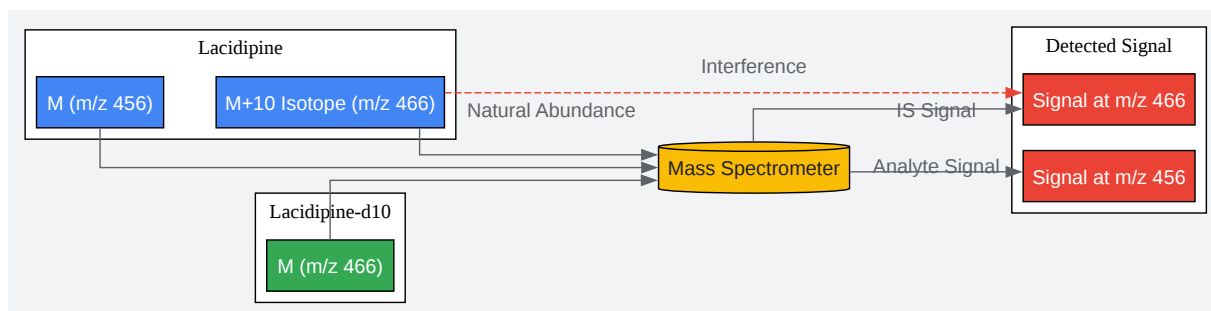 Lacidipine
M (m/z 456)
M+10 Isotope (m/z 466)
Interference
Natural Abundance
Detected Signal
Signal at m/z 466
IS Signal
Mass Spectrometer
Analyte Signal
Signal at m/z 456
Lacidipine-d10
M (m/z 466)